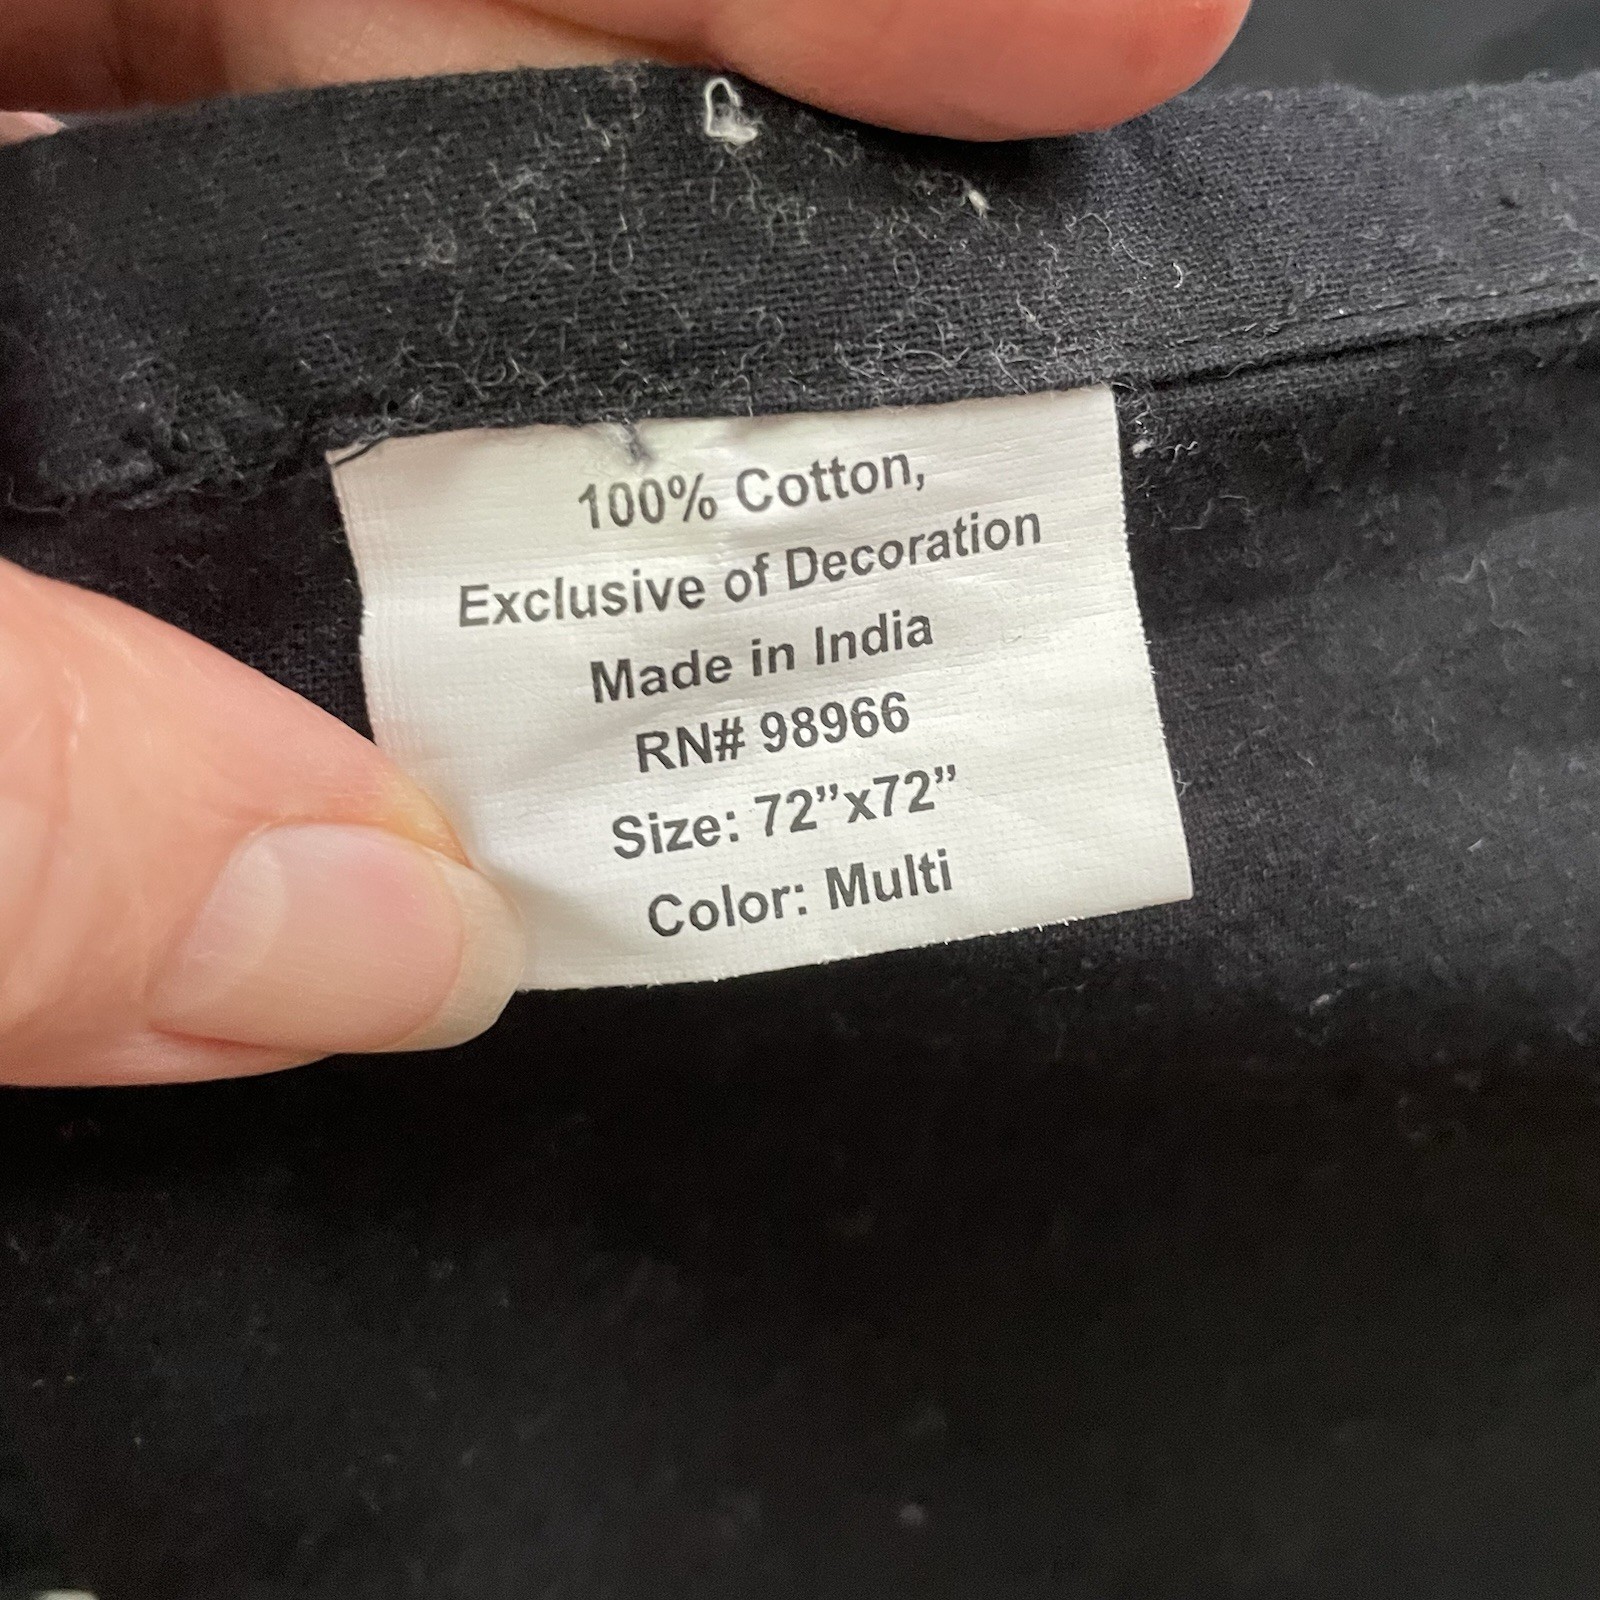 100% Cotton,
Exclusive of Decoration
Made in India
RN# 98966
Size: 72”x72”
Color: Multi